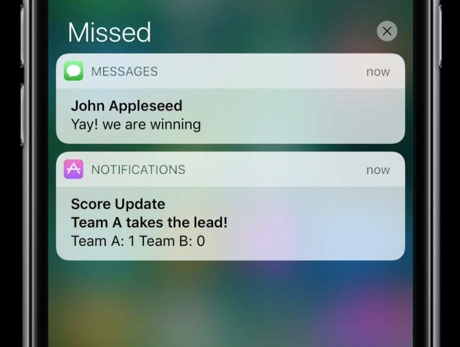 Missed
MESSAGES now
John Appleseed
Yay! we are winning
NOTIFICATIONS now
Score Update
Team A takes the lead!
Team A: 1 Team B: 0